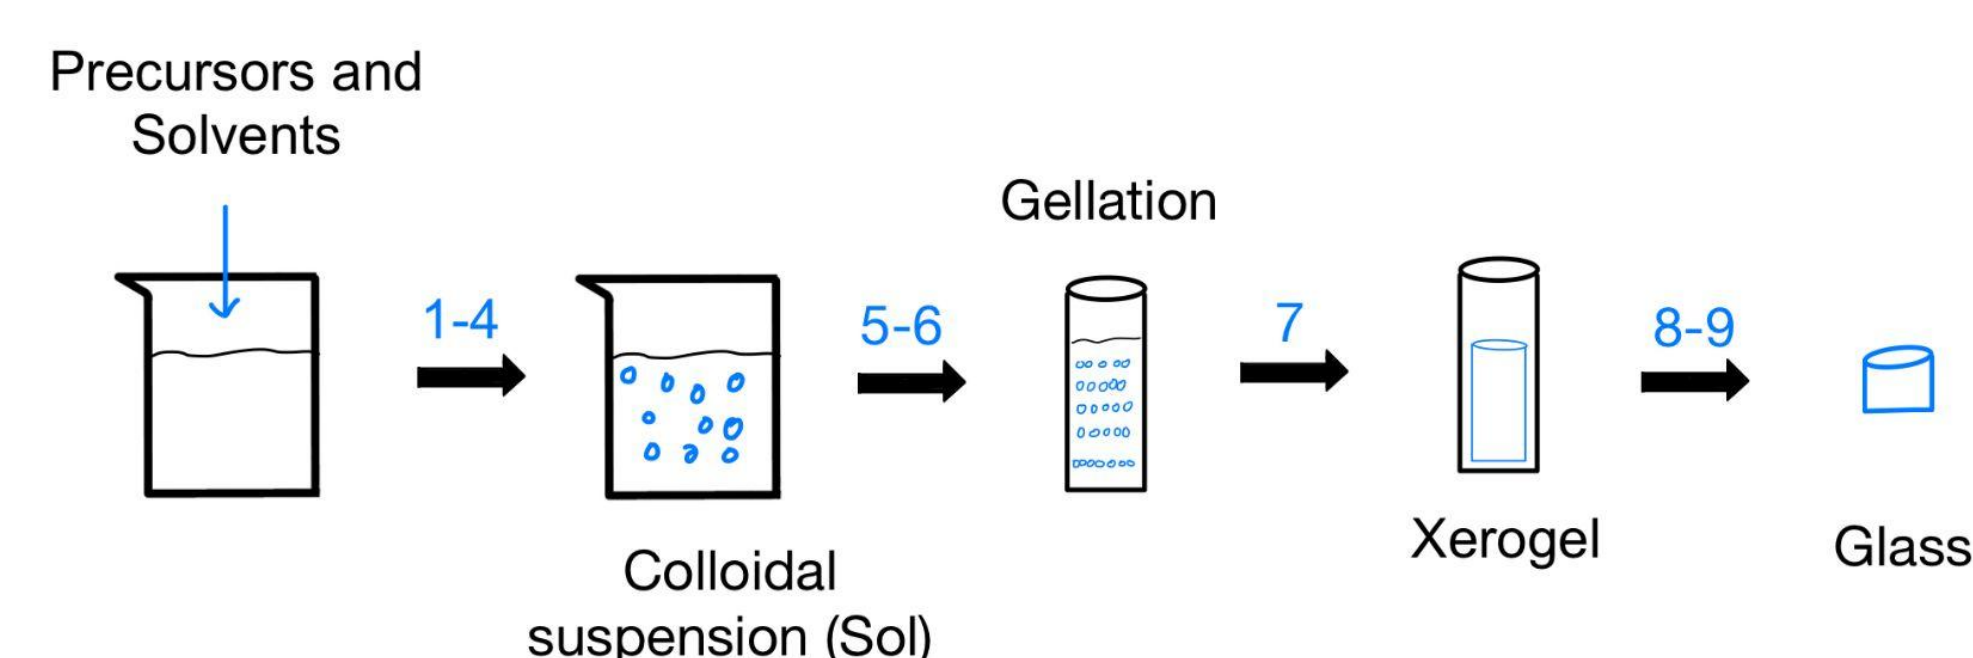 Precursors and
Solvents
1-4
Colloidal
suspension (Sol)
5-6
Gellation
7
Xerogel
8-9
Glass